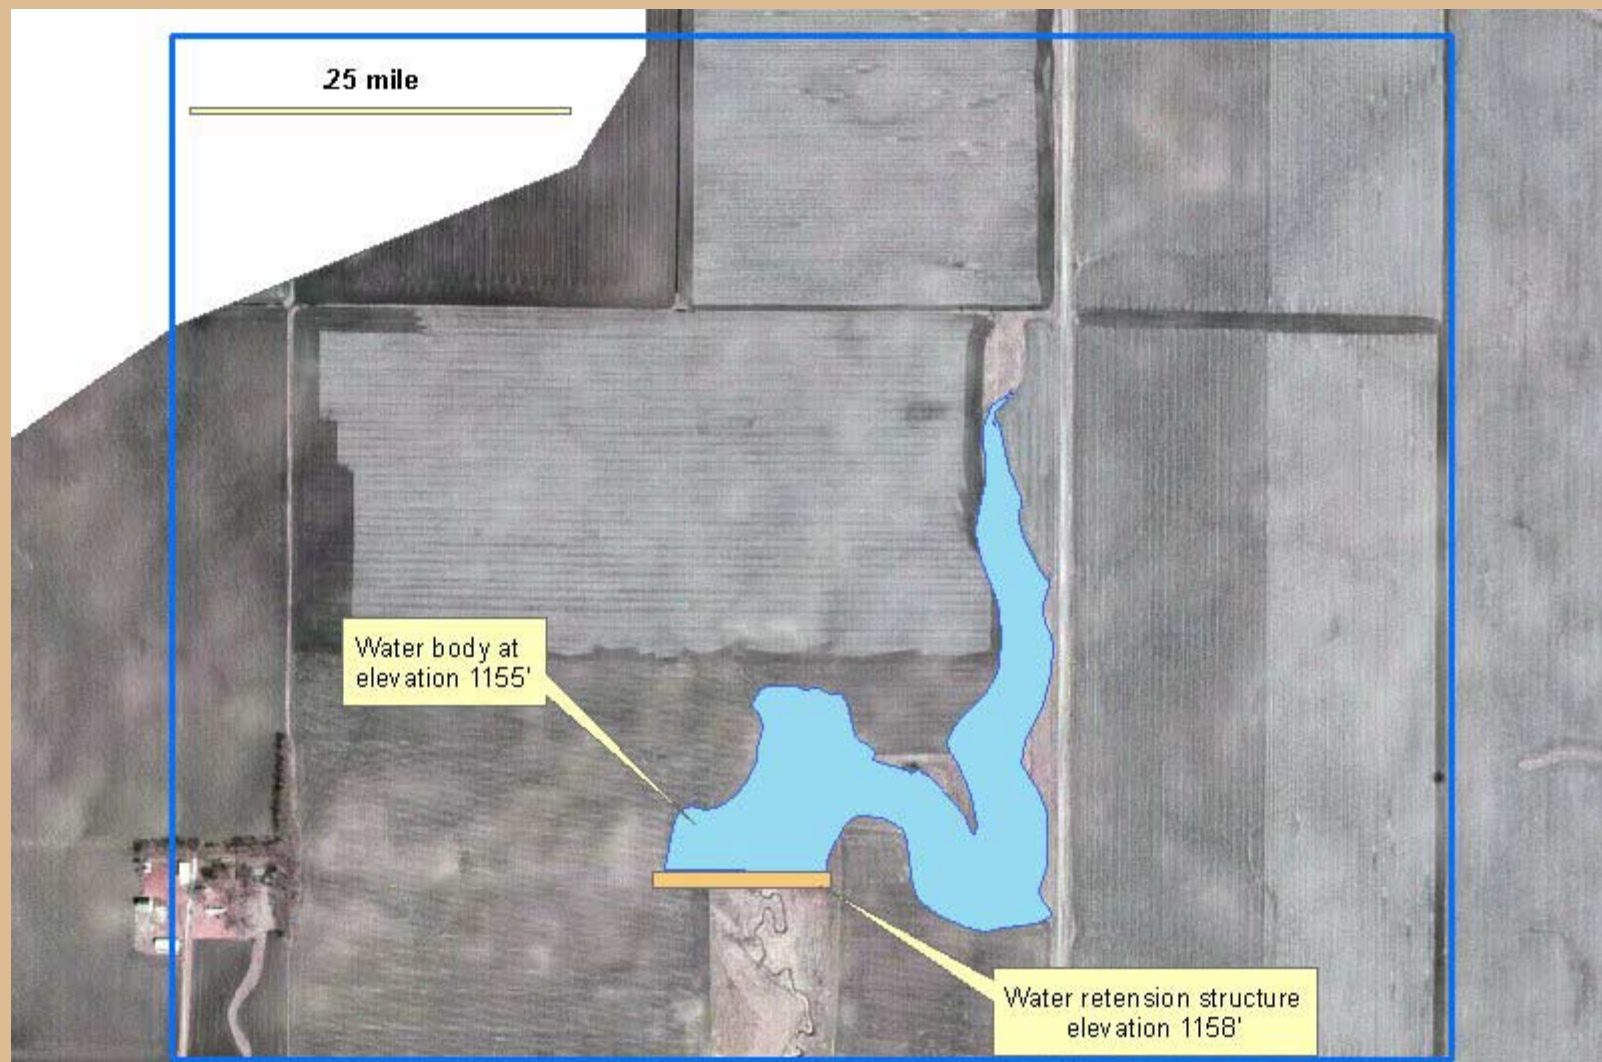 .25 mile
Water body at
elevation 1155'
Water retension structure
elevation 1158'